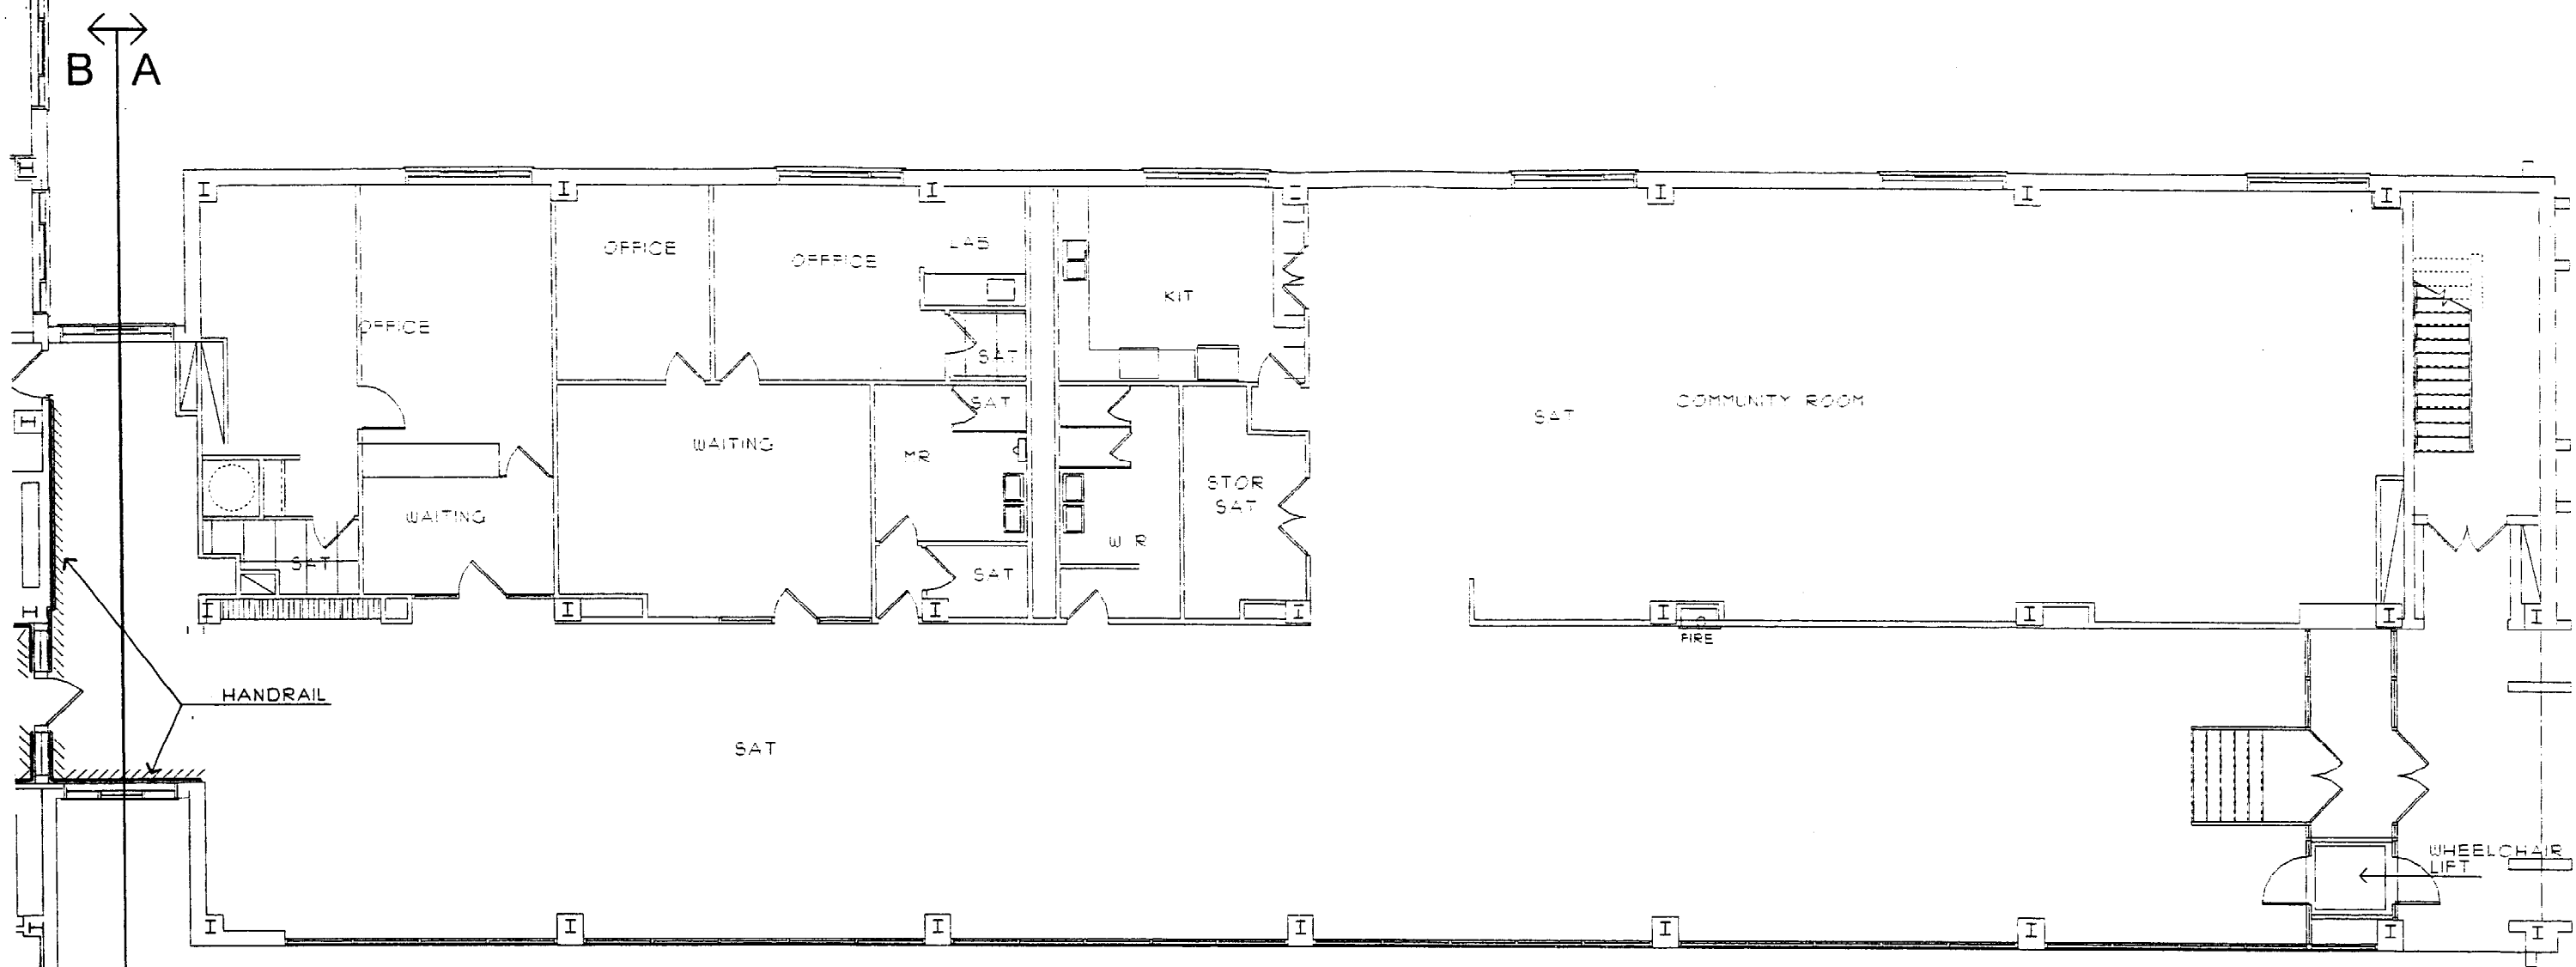 B A
OFFICE
OFFFICE
LAB
KIT
OFFICE
SAT
SAT
COMMUNITY ROOM
SAT
WAITING
MR
STOR
SAT
WAITING
W R
SAT
SAT
FIRE
HANDRAIL
SAT
WHEELCHAIR
LIFT